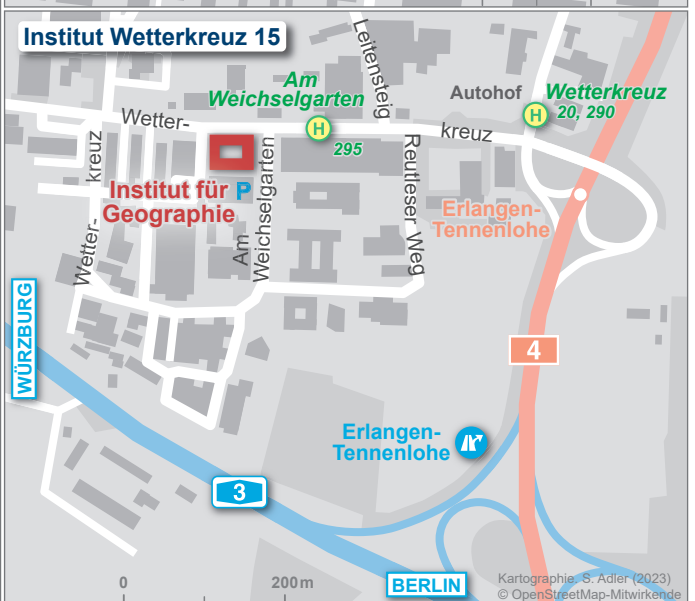 Institut Wetterkreuz 15
Leitensteig
Am
Weichselgarten
H
295
Autohof
Wetterkreuz
H
20, 290
Wetter-
kreuz
Wetter-
kreuz
Institut für P
Geographie
Am
Weichselgarten
Reutleser Weg
Erlangen-
Tennenlohe
WÜRZBURG
4
Erlangen-
Tennenlohe
3
0
200 m
BERLIN
Kartographie: S. Adler (2023)
© OpenStreetMap-Mitwirkende